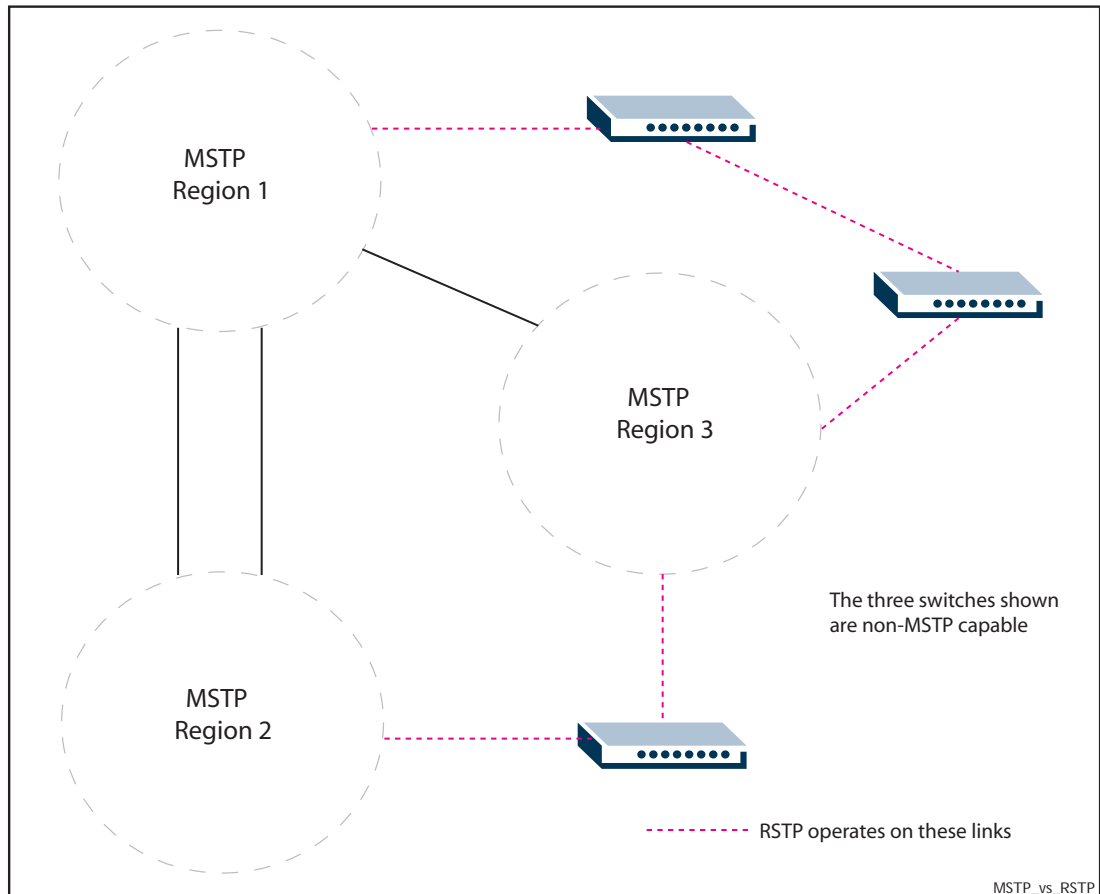 MSTP
Region 1
MSTP
Region 3
The three switches shown
are non-MSTP capable
MSTP
Region 2
RSTP operates on these links
MSTP_vs_RSTP